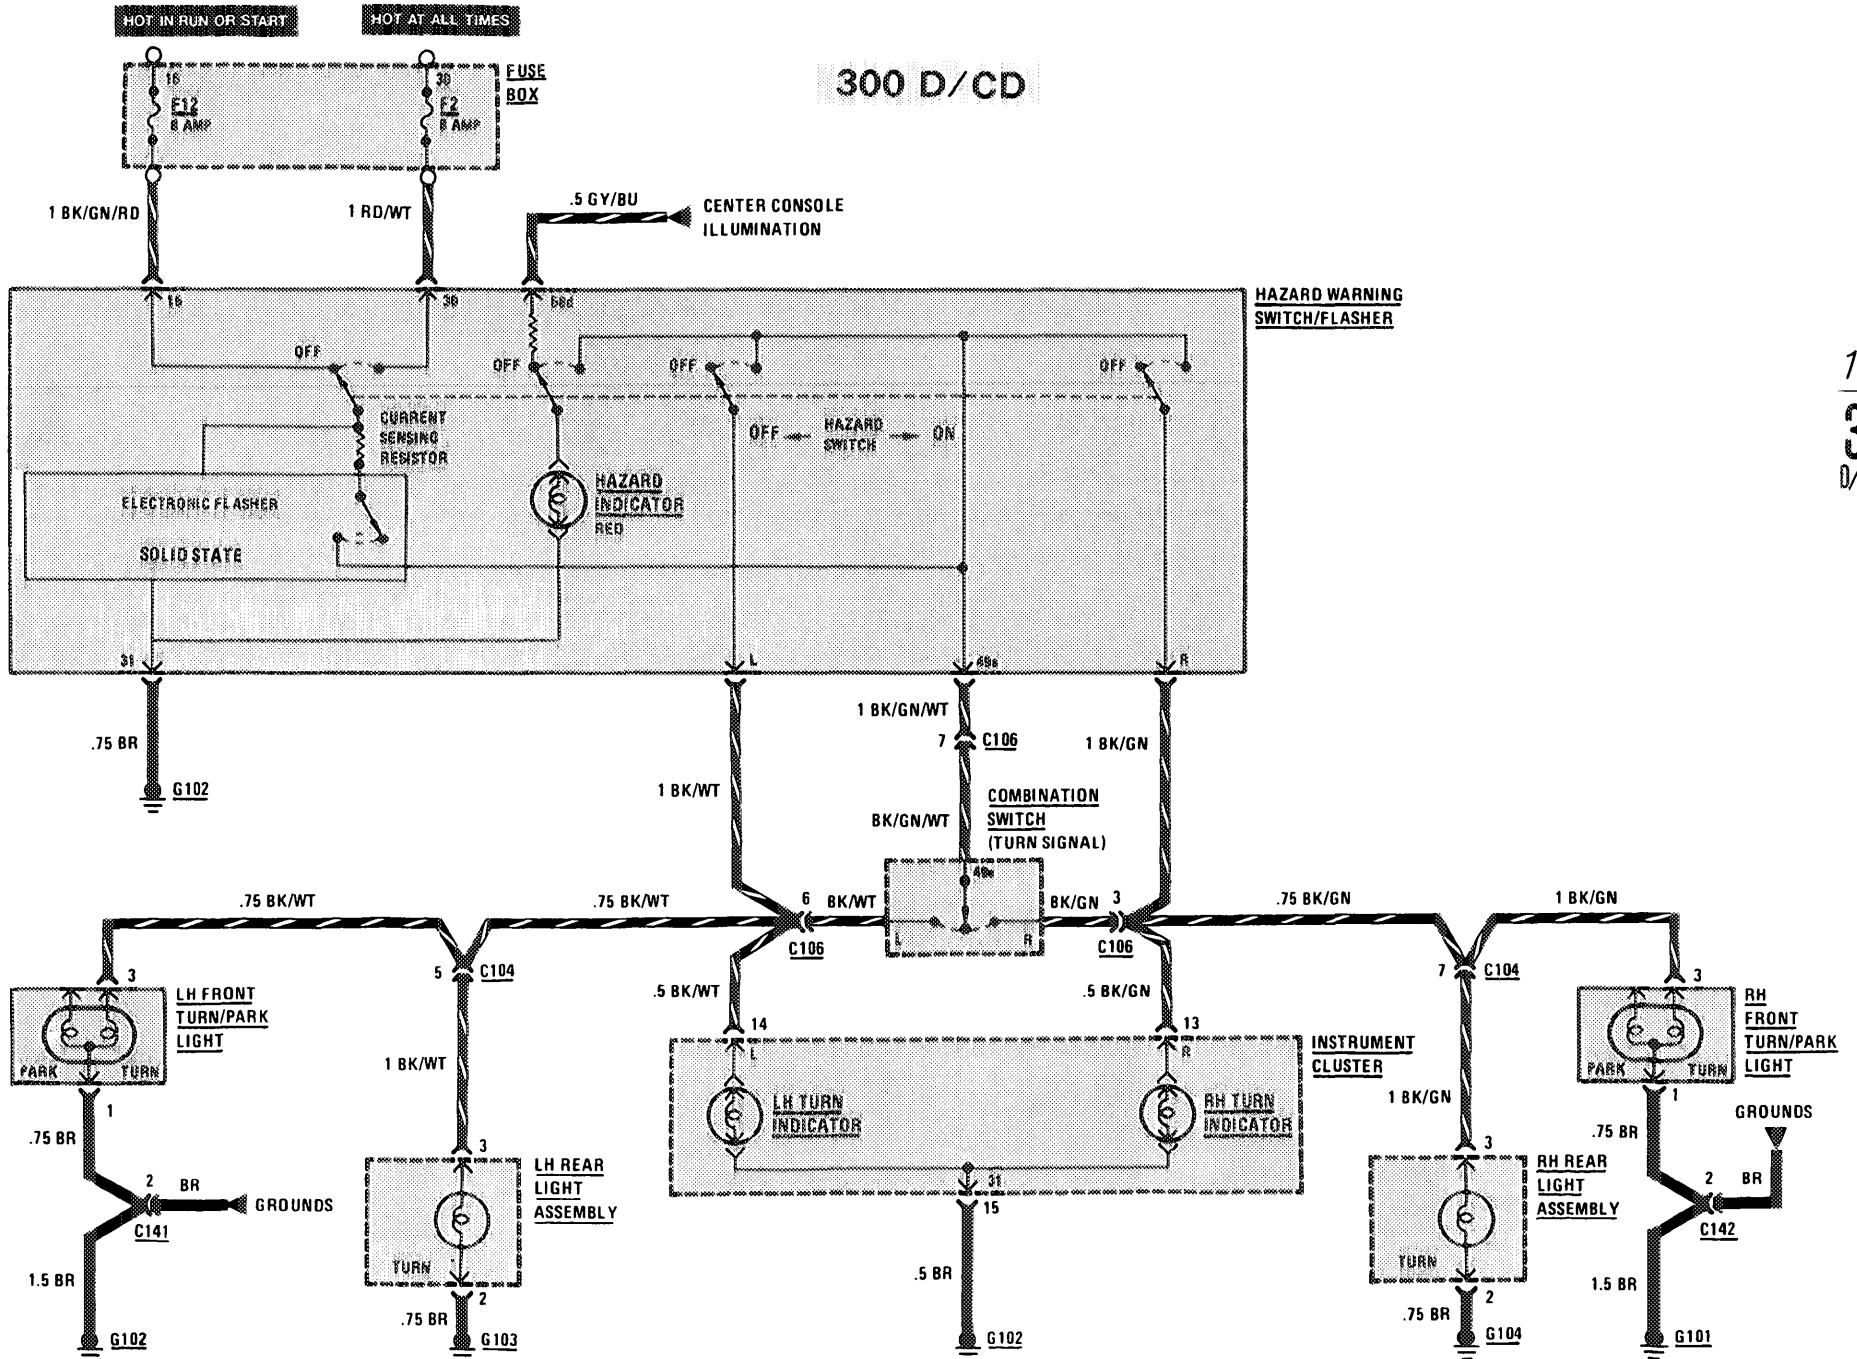 HOT IN RUN OR START
HOT AT ALL TIMES
300 D/CD
FUSE
BOX
16
F12
8 AMP
30
F2
8 AMP
1 BK/GN/RD
1 RD/WT
.5 GY/BU
CENTER CONSOLE
ILLUMINATION
HAZARD WARNING
SWITCH/FLASHER
16
30
58d
OFF
OFF
OFF
OFF
CURRENT
SENSING
RESISTOR
OFF
HAZARD
SWITCH
ON
ELECTRONIC FLASHER
SOLID STATE
HAZARD
INDICATOR
RED
31
L
49a
R
.75 BR
G102
1 BK/WT
1 BK/GN/WT
7
C106
1 BK/GN
BK/GN/WT
COMBINATION
SWITCH
(TURN SIGNAL)
49a
L
R
.75 BK/WT
.75 BK/WT
6
BK/WT
C106
BK/GN
3
C106
.75 BK/GN
1 BK/GN
3
5
C104
.5 BK/WT
.5 BK/GN
7
C104
3
LH FRONT
TURN/PARK
LIGHT
PARK
TURN
1
14
L
13
R
INSTRUMENT
CLUSTER
LH TURN
INDICATOR
RH TURN
INDICATOR
31
15
RH
FRONT
TURN/PARK
LIGHT
PARK
TURN
1
1 BK/WT
1 BK/GN
GROUNDS
.75 BR
.75 BR
2
BR
GROUNDS
C141
3
LH REAR
LIGHT
ASSEMBLY
TURN
2
3
RH REAR
LIGHT
ASSEMBLY
TURN
2
2
BR
C142
1.5 BR
.5 BR
1.5 BR
G102
.75 BR
G103
G102
.75 BR
G104
G101